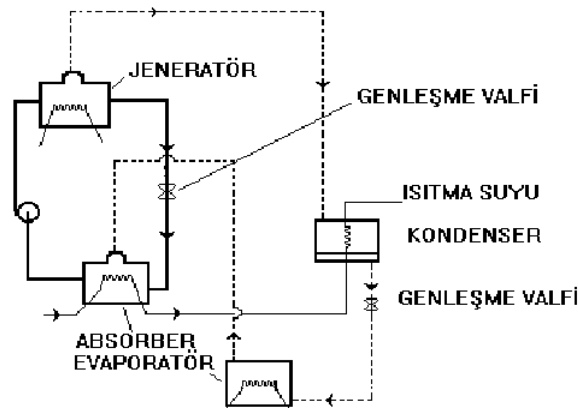 JENERATÖR
GENLEŞME VALFİ
ISITMA SUYU
KONDENSER
GENLEŞME VALFİ
ABSORBER
EVAPORATÖR